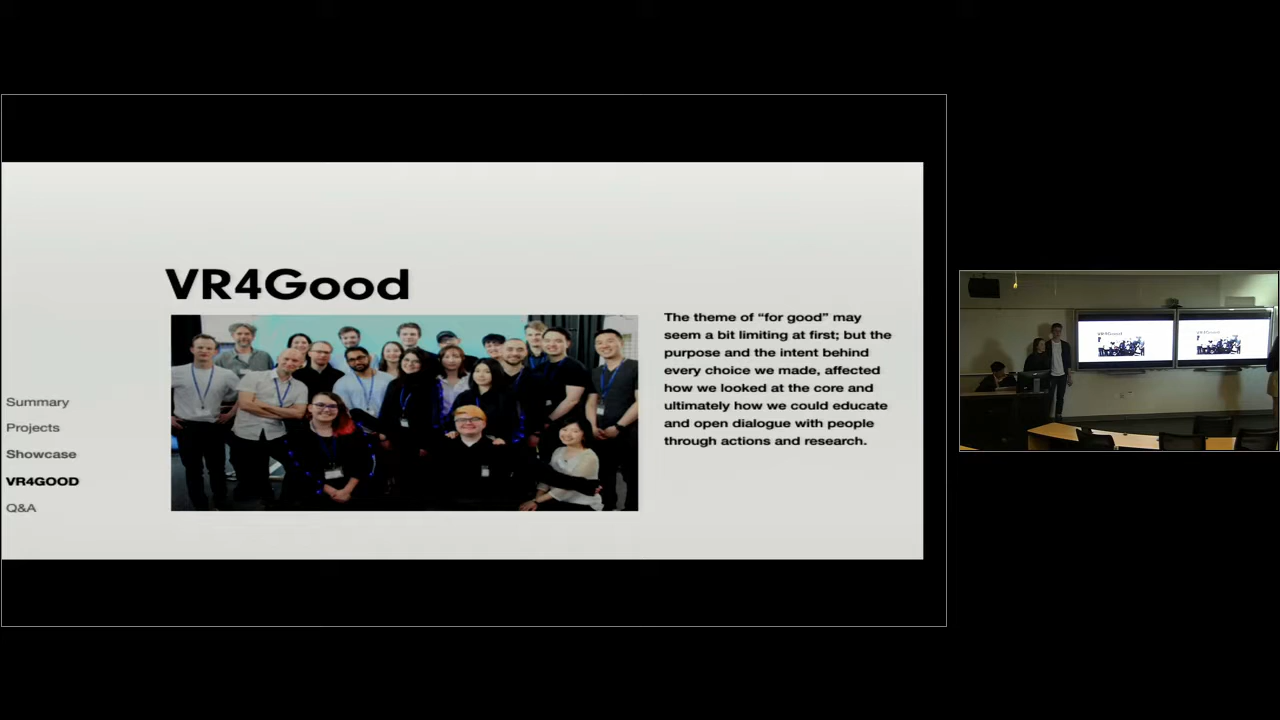 VR4Good
The theme of “for good” may
seem a bit limiting at first; but the
purpose and the intent behind
every choice we made, affected
how we looked at the core and
ultimately how we could educate
and open dialogue with people
through actions and research.
Summary
Projects
Showcase
VR4GOOD
Q&A
VR4Good
VR4Good